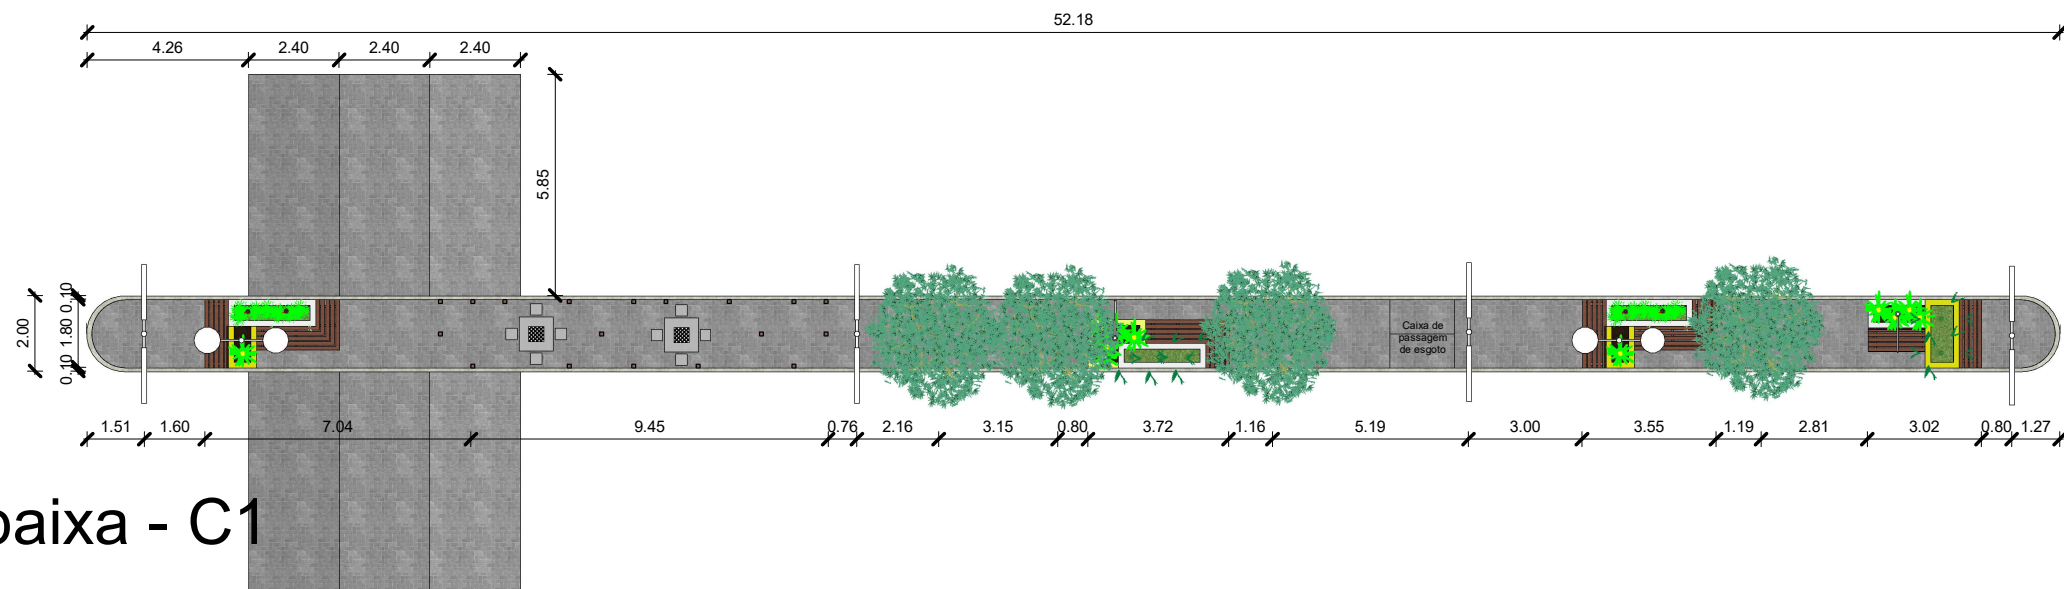 52.18
4.26 2.40 2.40 2.40
5.85
2.00
0,10 1.80 0,10
Caixa de
passagem
de esgoto
1.51 1.60 7.04 9.45 0.76 2.16 3.15 0.80 3.72 1.16 5.19 3.00 3.55 1.19 2.81 3.02 0.80 1.27
baixa - C1